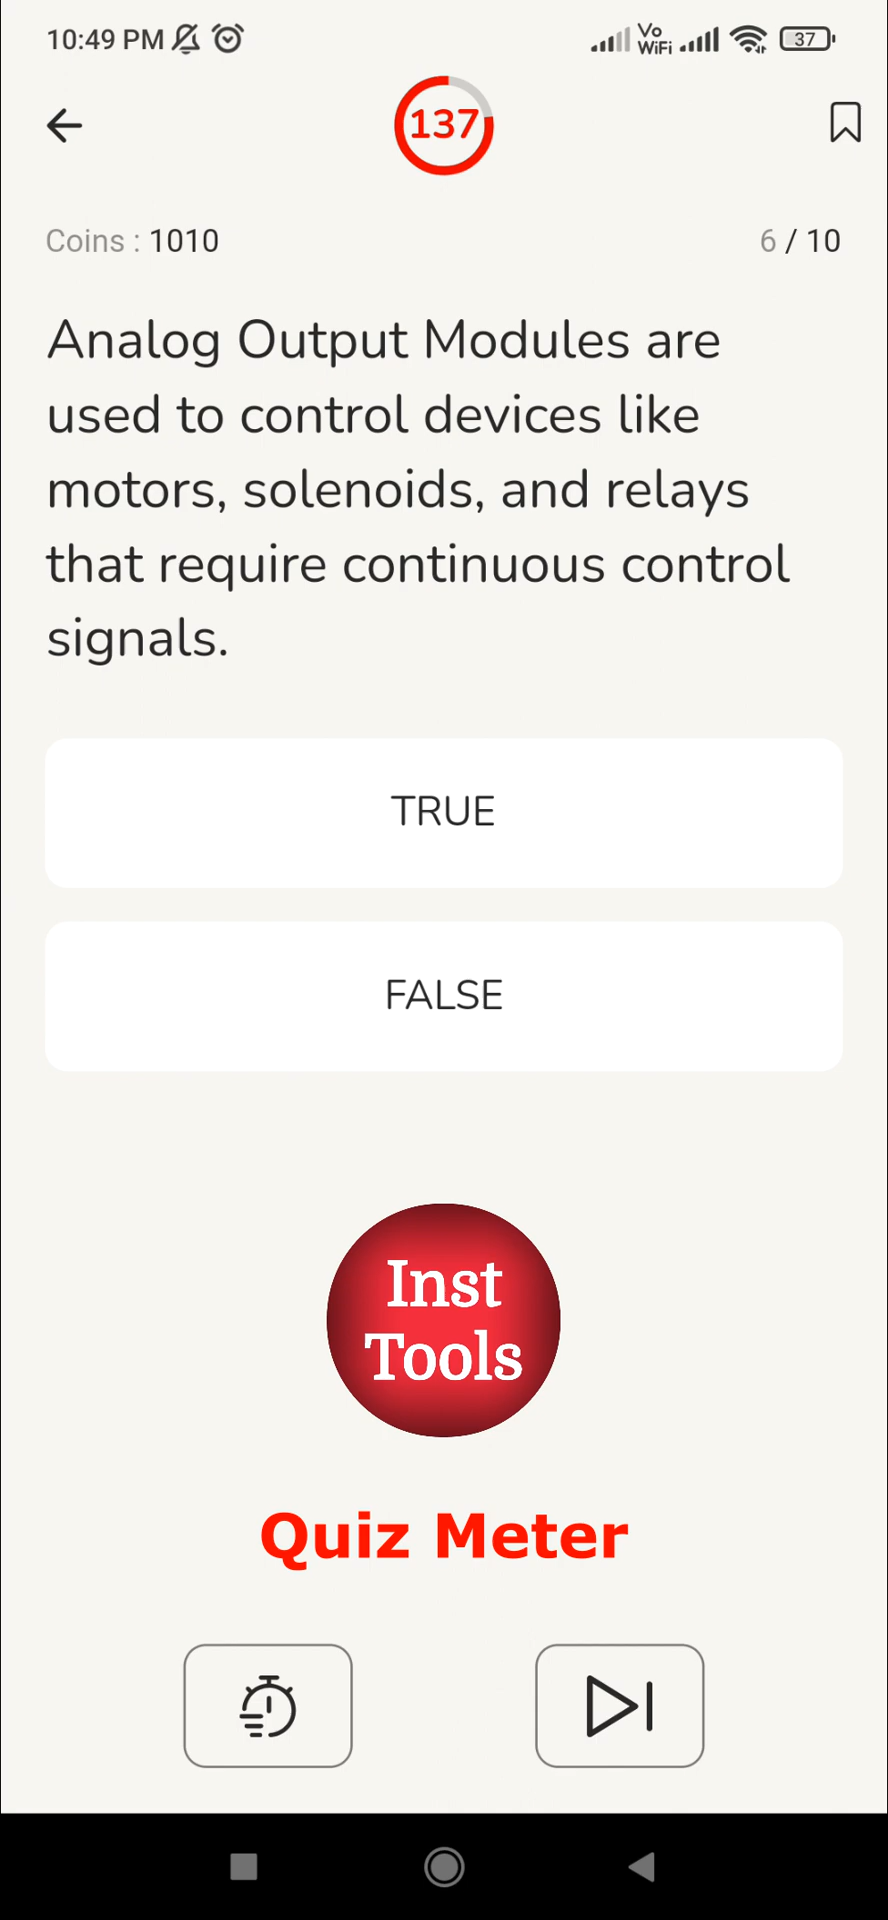 10:49 PM Vo WiFi 37
137
Coins : 1010 6 / 10
Analog Output Modules are
used to control devices like
motors, solenoids, and relays
that require continuous control
signals.
TRUE
FALSE
Inst
Tools
Quiz Meter